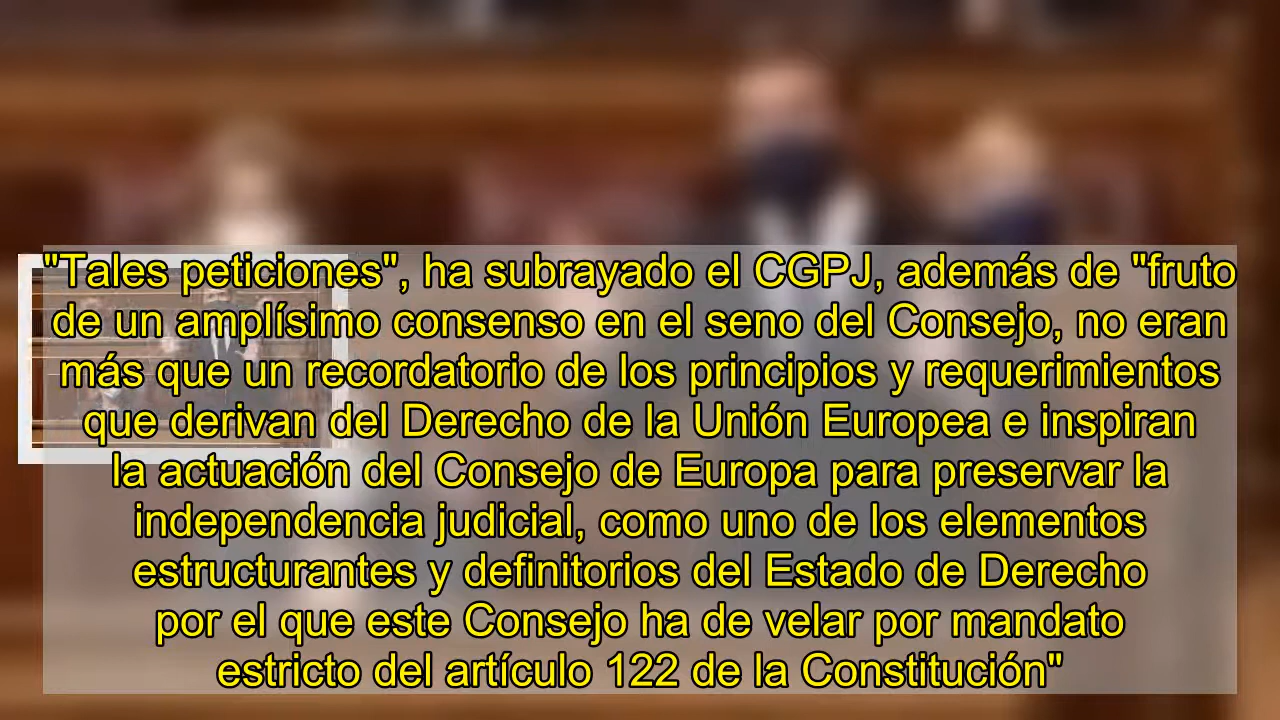 "Tales peticiones", ha subrayado el CGPJ, además de "fruto
de un amplísimo consenso en el seno del Consejo, no eran
más que un recordatorio de los principios y requerimientos
que derivan del Derecho de la Unión Europea e inspiran
la actuación del Consejo de Europa para preservar la
independencia judicial, como uno de los elementos
estructurantes y definitorios del Estado de Derecho
por el que este Consejo ha de velar por mandato
estricto del artículo 122 de la Constitución"